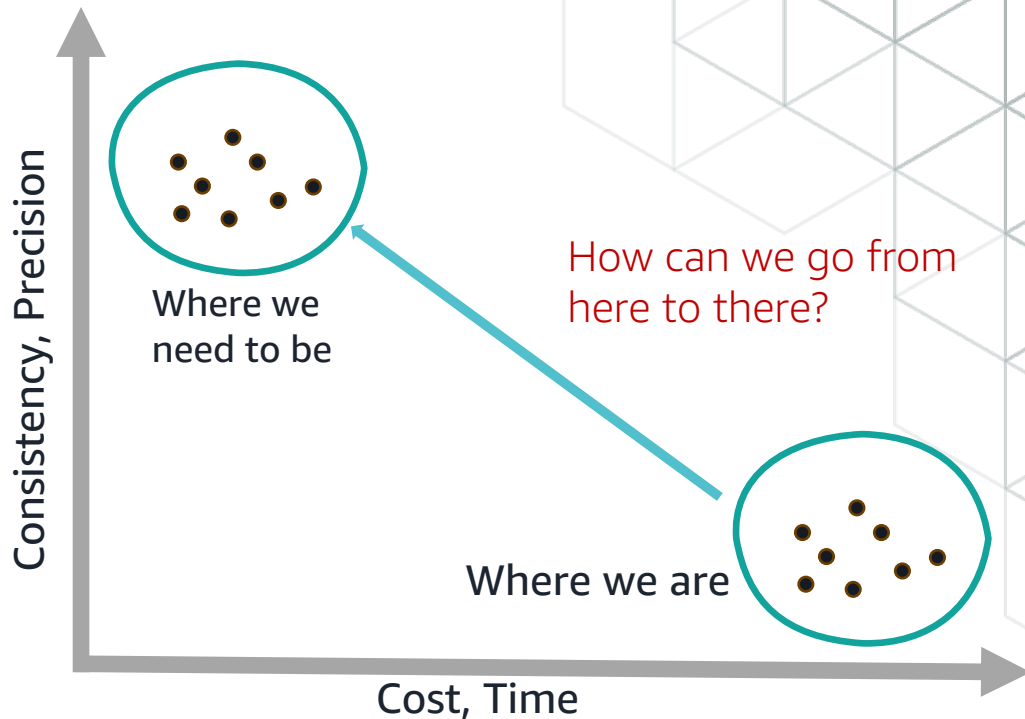 Consistency, Precision
Where we
need to be
How can we go from
here to there?
Where we are
Cost, Time